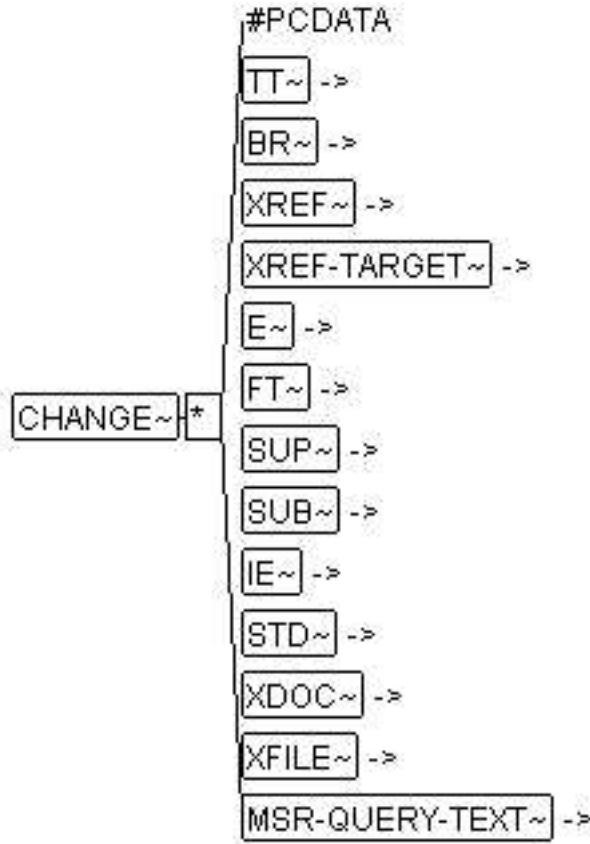 #PCDATA
TT~ ->
BR~ ->
XREF~ ->
XREF-TARGET~ ->
E~ ->
FT~ ->
CHANGE~ *
SUP~ ->
SUB~ ->
IE~ ->
STD~ ->
XDOC~ ->
XFILE~ ->
MSR-QUERY-TEXT~ ->